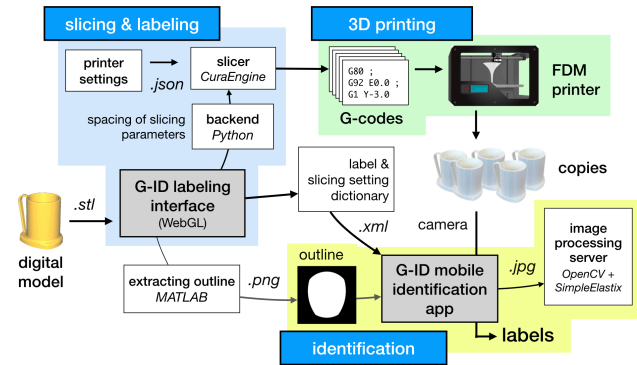 slicing & labeling
3D printing
printer
settings
.json
slicer
CuraEngine
G80 ;
G92 E0.0 ;
G1 Y-3.0
G-codes
FDM
printer
spacing of slicing
parameters
backend
Python
.stl
G-ID labeling
interface
(WebGL)
label &
slicing setting
dictionary
copies
.xml
camera
digital
model
extracting outline
MATLAB
.png
outline
G-ID mobile
identification
app
.jpg
image
processing
server
OpenCV +
SimpleElastix
labels
identification